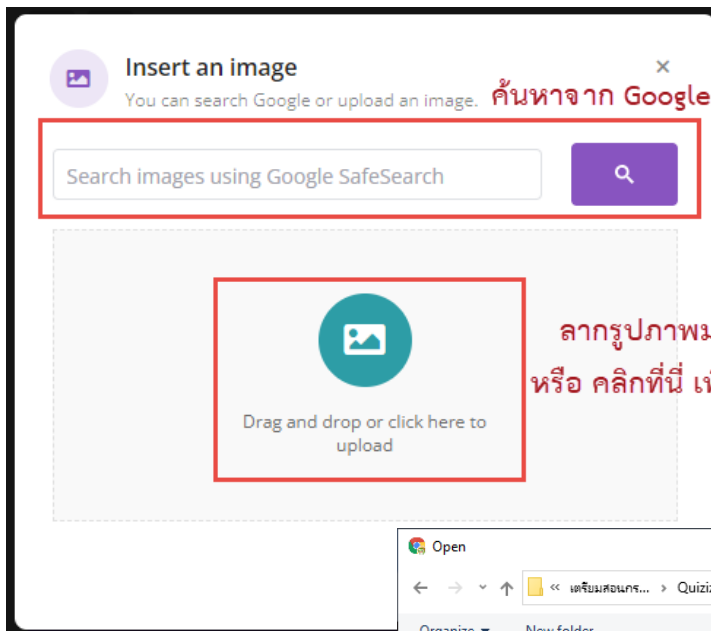 Insert an image
You can search Google or upload an image.
ค้นหาจาก Google
Search images using Google SafeSearch
ลากรูปภาพม
หรือ คลิกที่นี่
Drag and drop or click here to
upload
Open
« เตรียมสอนกร... › Quiziz
Organize New folder